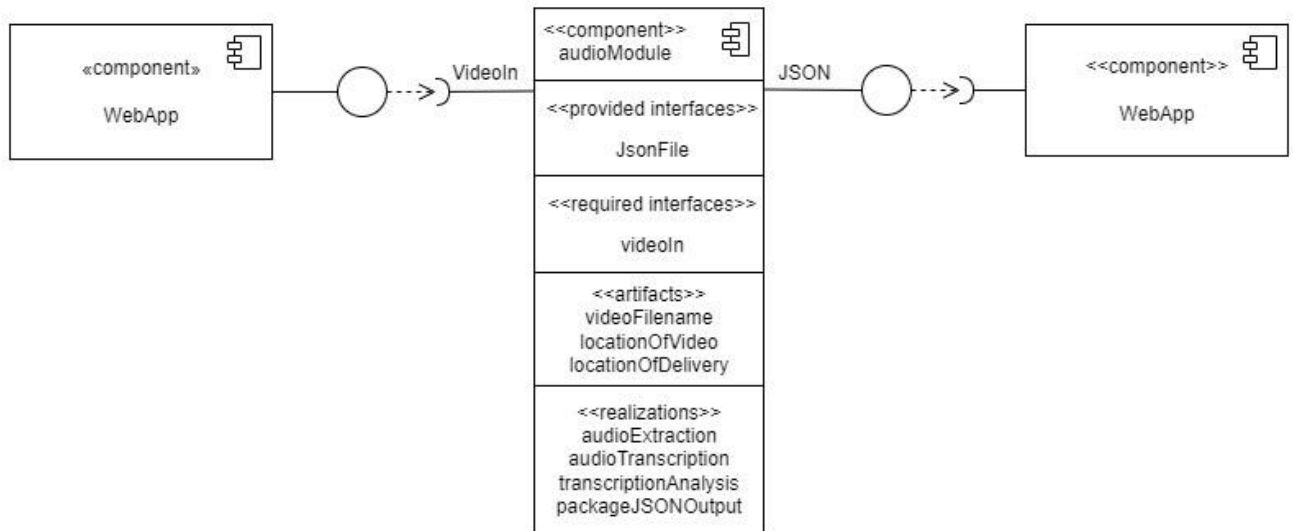 «component»
WebApp
VideoIn
<<component>>
audioModule
<<provided interfaces>>
JsonFile
<<required interfaces>>
videoIn
<<artifacts>>
videoFilename
locationOfVideo
locationOfDelivery
<<realizations>>
audioExtraction
audioTranscription
transcriptionAnalysis
packageJSONOutput
JSON
<<component>>
WebApp